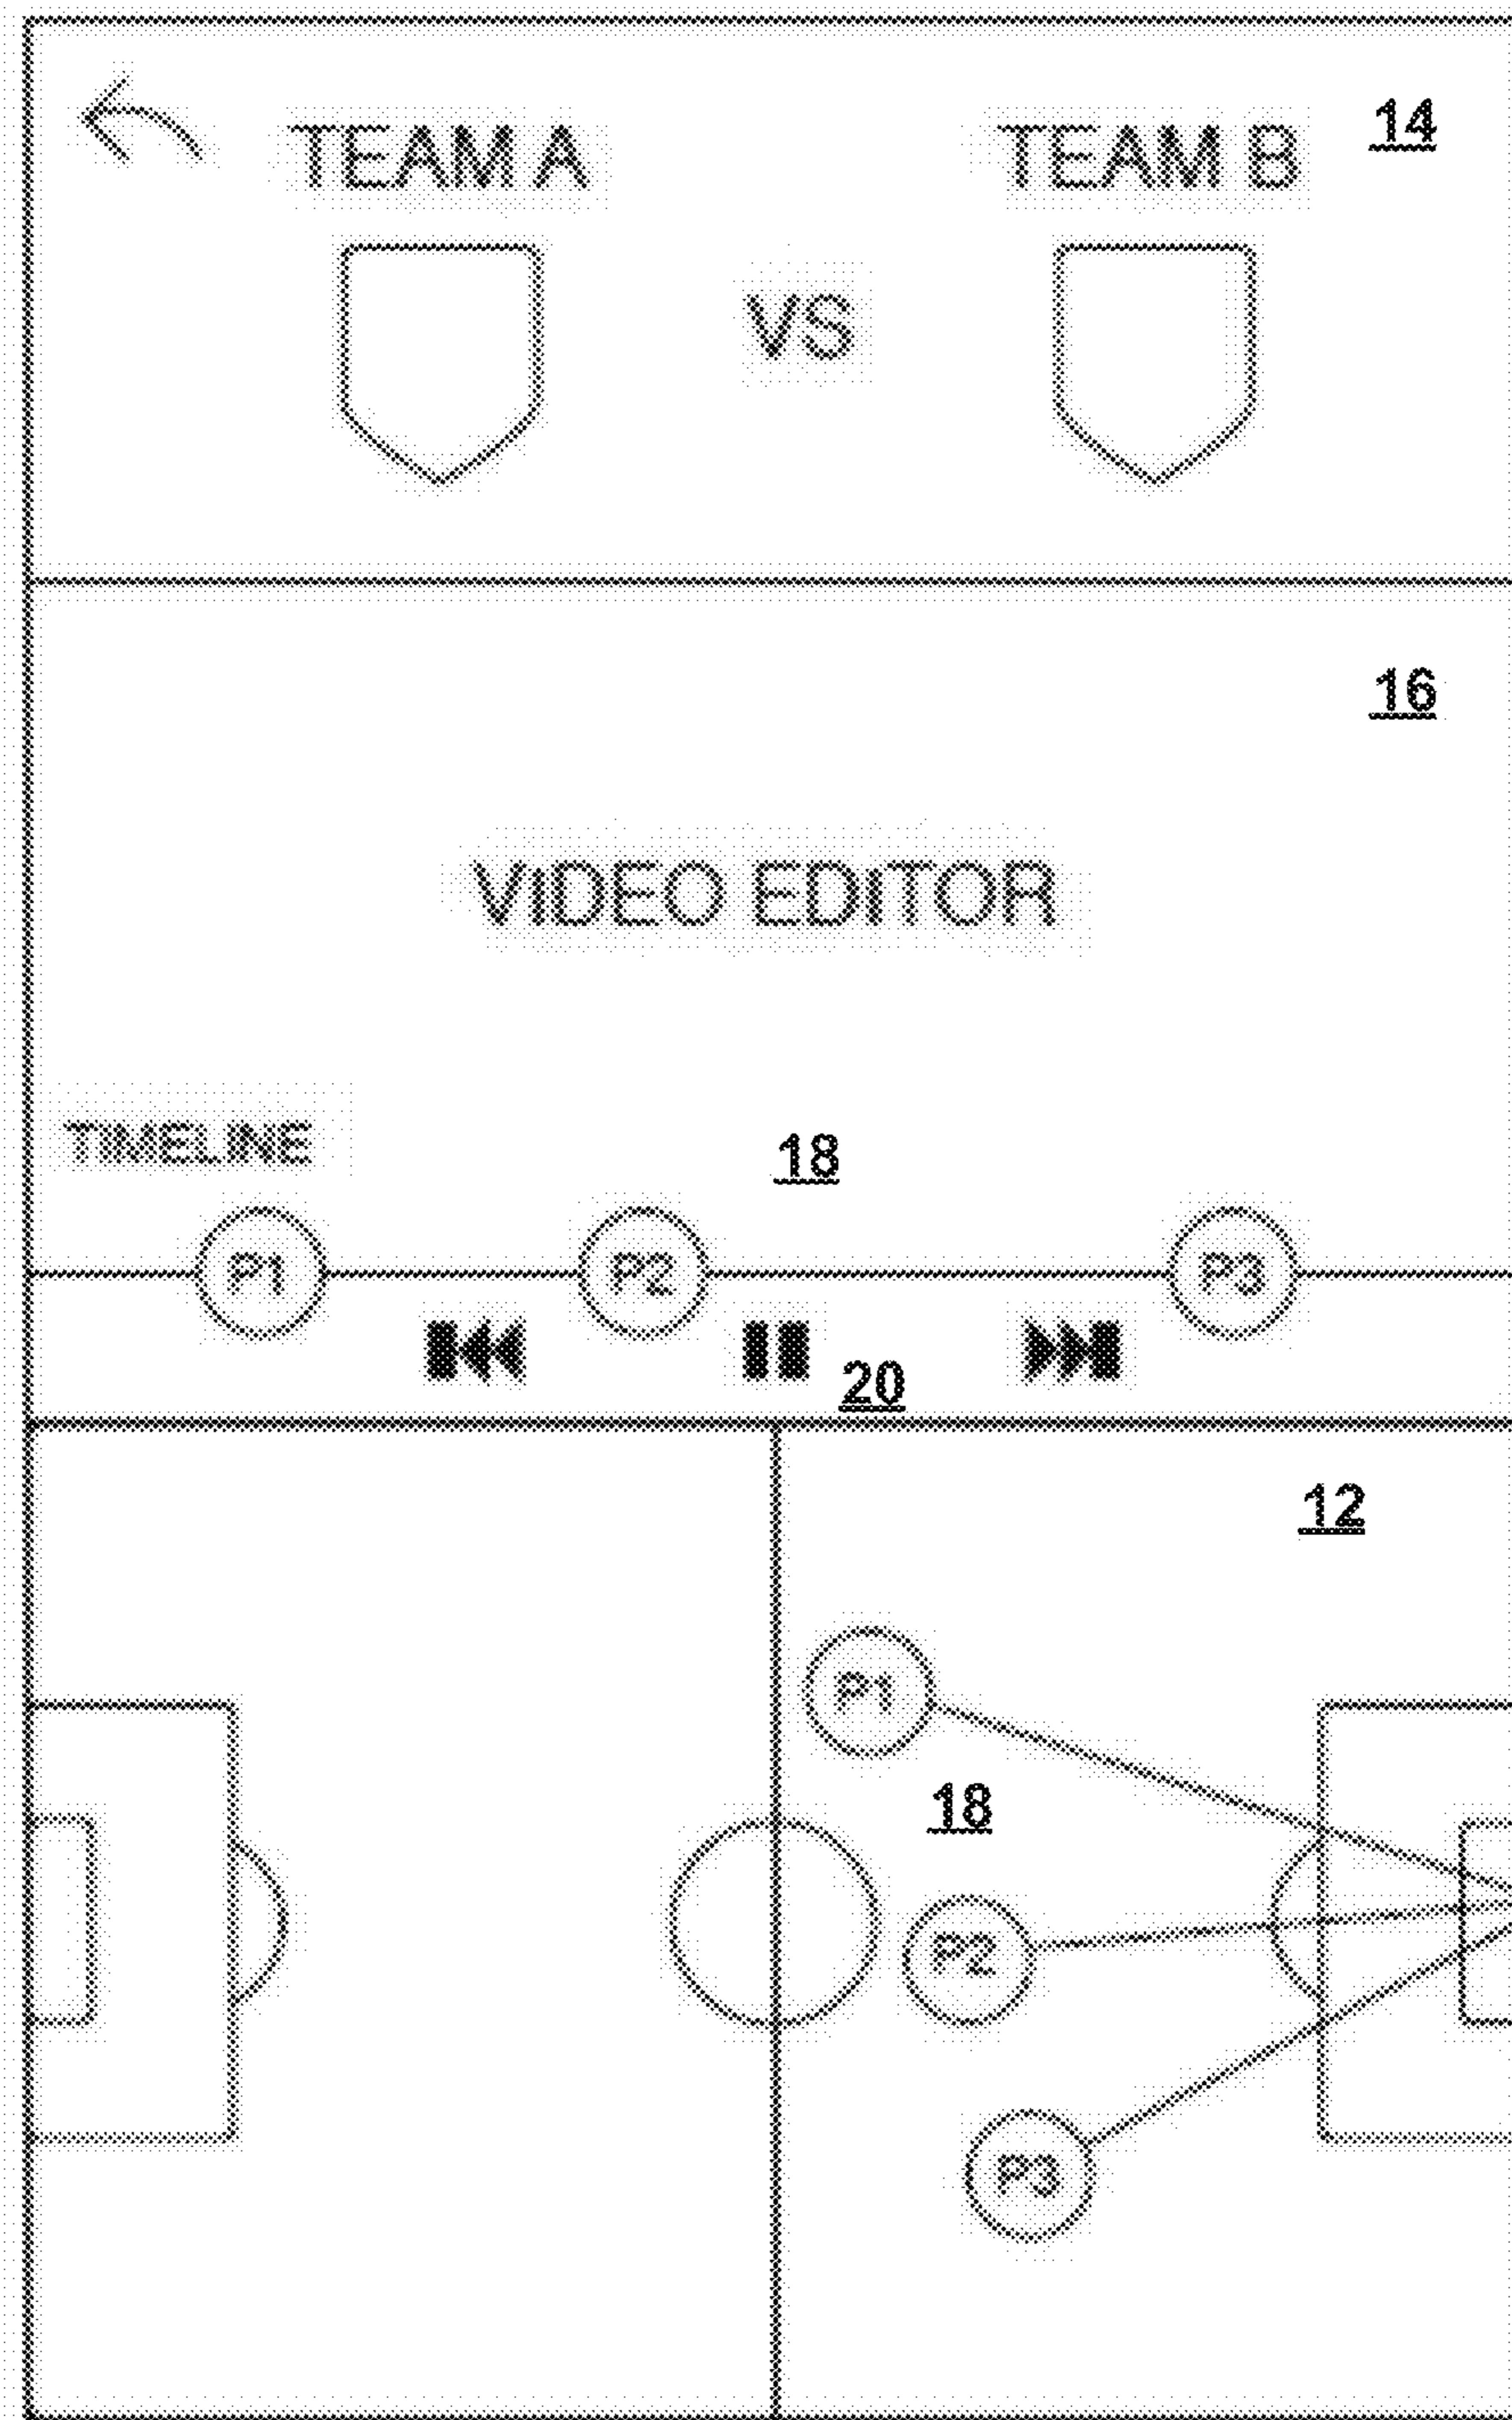 TEAM A
TEAM B
14
VS
16
VIDEO EDITOR
TIMELINE
18
P1
P2
P3
20
12
P1
18
P2
P3